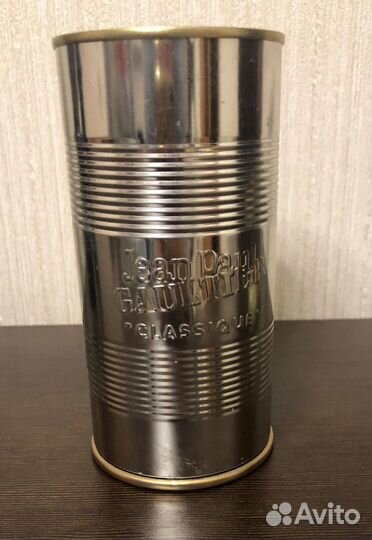 Jean Paul
GAULTIER
"CLASSIQUE"
Avito